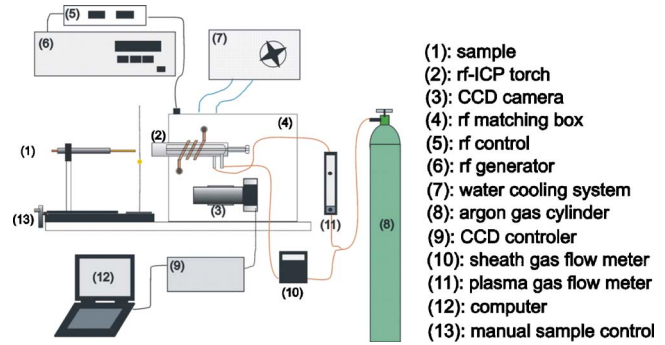 (5)
(6)
(7)
(4)
(2)
(1)
(3)
(13)
(11)
(8)
(9)
(12)
(10)
(1): sample
(2): rf-ICP torch
(3): CCD camera
(4): rf matching box
(5): rf control
(6): rf generator
(7): water cooling system
(8): argon gas cylinder
(9): CCD controler
(10): sheath gas flow meter
(11): plasma gas flow meter
(12): computer
(13): manual sample control